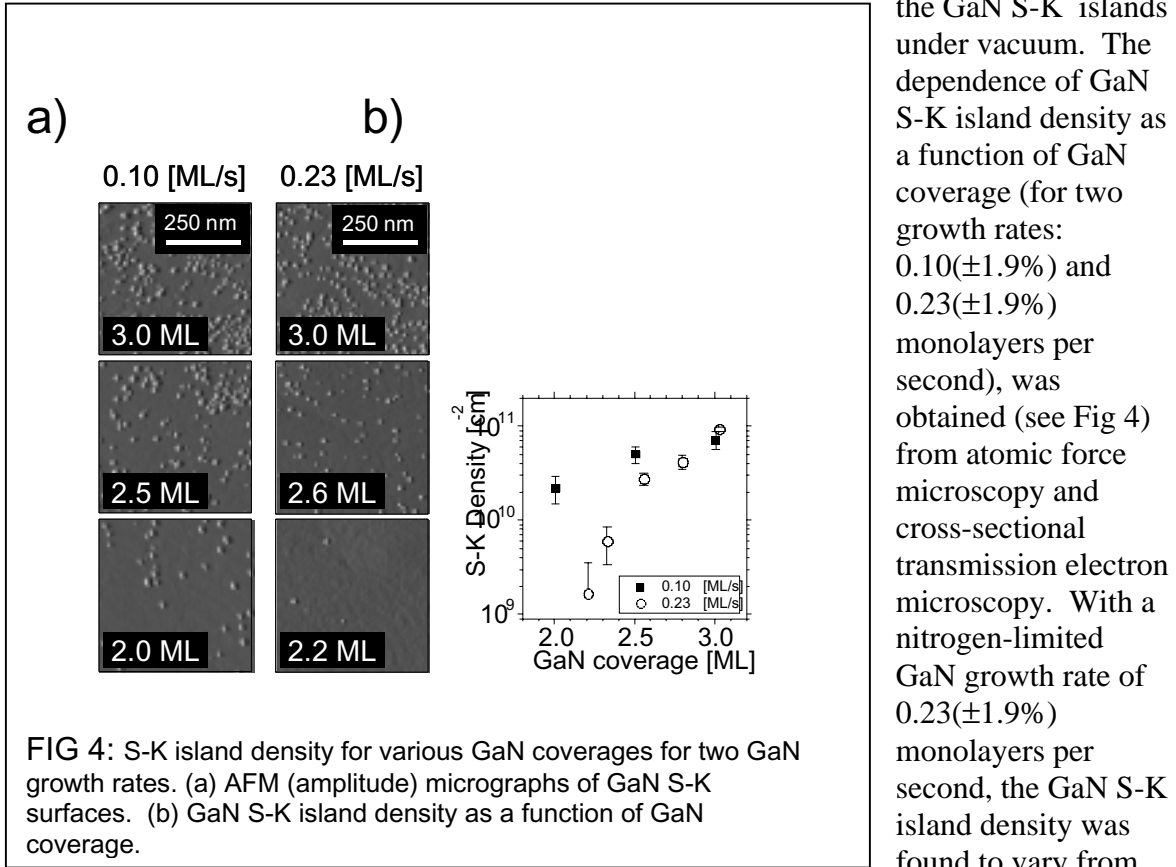 a)
b)
0.10 [ML/s]
0.23 [ML/s]
250 nm
250 nm
3.0 ML
3.0 ML
2.5 ML
2.6 ML
2.0 ML
2.2 ML
S-K Density [cm⁻²]
10¹¹
10¹⁰
10⁹
0.10 [ML/s]
0.23 [ML/s]
2.0
2.5
3.0
GaN coverage [ML]
FIG 4: S-K island density for various GaN coverages for two GaN
growth rates. (a) AFM (amplitude) micrographs of GaN S-K
surfaces. (b) GaN S-K island density as a function of GaN
coverage.
the GaN S-K islands
under vacuum. The
dependence of GaN
S-K island density as
a function of GaN
coverage (for two
growth rates:
0.10(±1.9%) and
0.23(±1.9%)
monolayers per
second), was
obtained (see Fig 4)
from atomic force
microscopy and
cross-sectional
transmission electron
microscopy. With a
nitrogen-limited
GaN growth rate of
0.23(±1.9%)
monolayers per
second, the GaN S-K
island density was
found to vary from